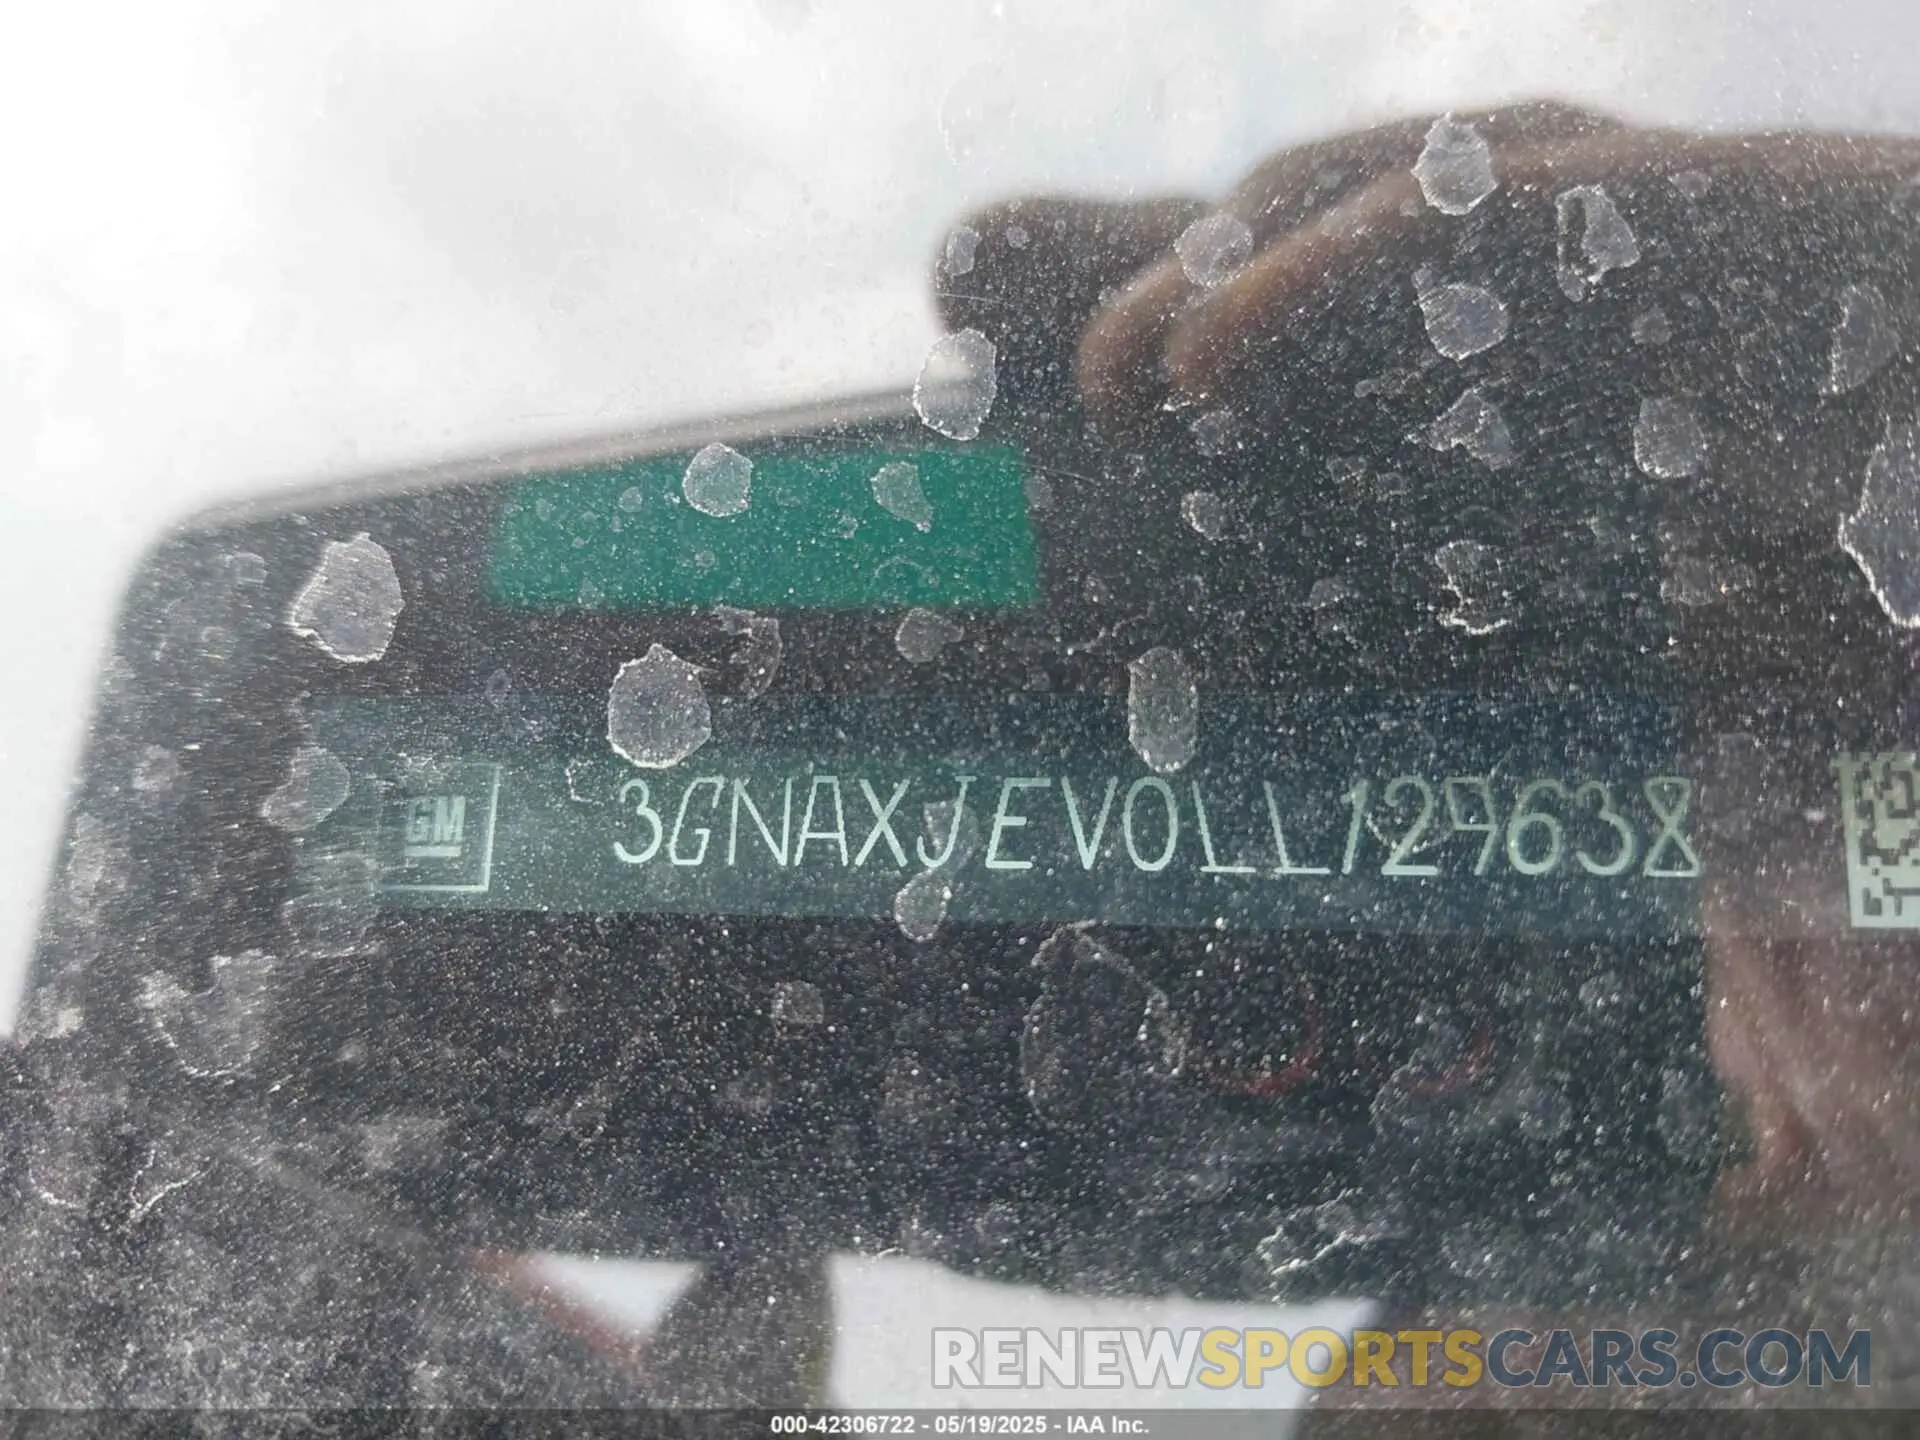 GM 3GNAXJEV0LL129638
RENEWSPORTSCARS.COM
000-42306722 - 05/19/2025 - IAA Inc.